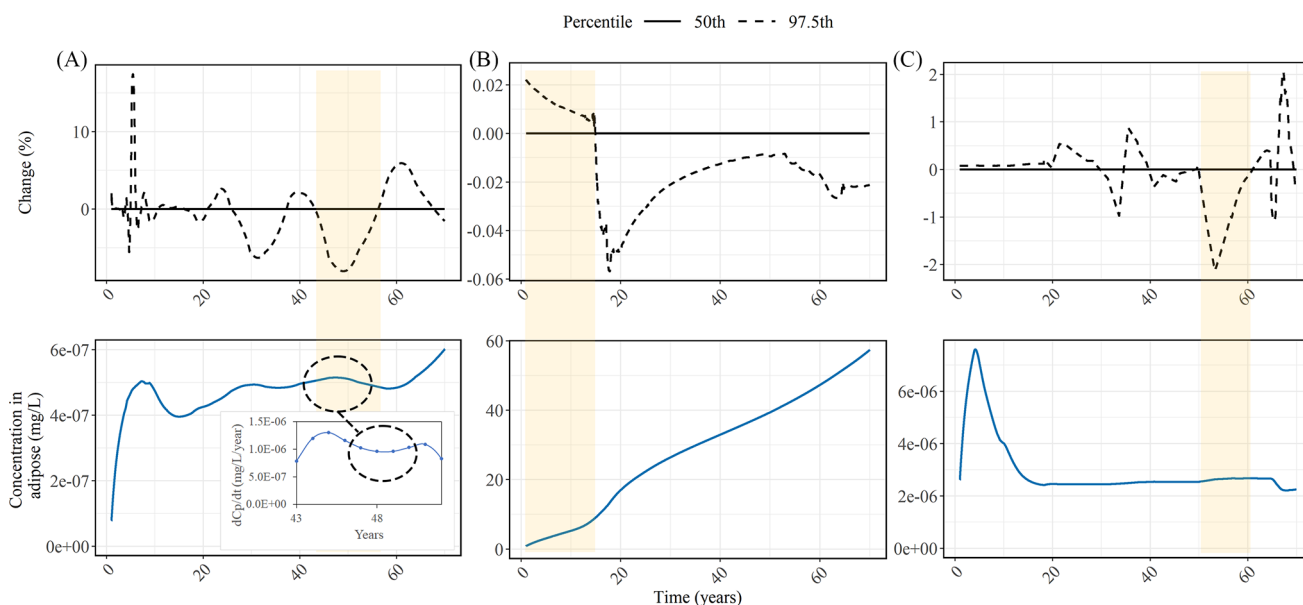 Percentile 50th 97.5th
(A) (B) (C)
Change (%)
10
0
0 20 40 60
0.02
0.00
-0.02
-0.04
-0.06
0 20 40 60
2
1
0
-1
-2
0 20 40 60
Concentration in
adipose (mg/L)
6e-07
4e-07
2e-07
0e+00
0 20 40 60
dCp/dt (mg/L/year)
1.5E-06
1.0E-06
5.0E-07
0.0E+00
43 48
Years
60
40
20
0
0 20 40 60
6e-06
4e-06
2e-06
0e+00
0 20 40 60
Time (years)